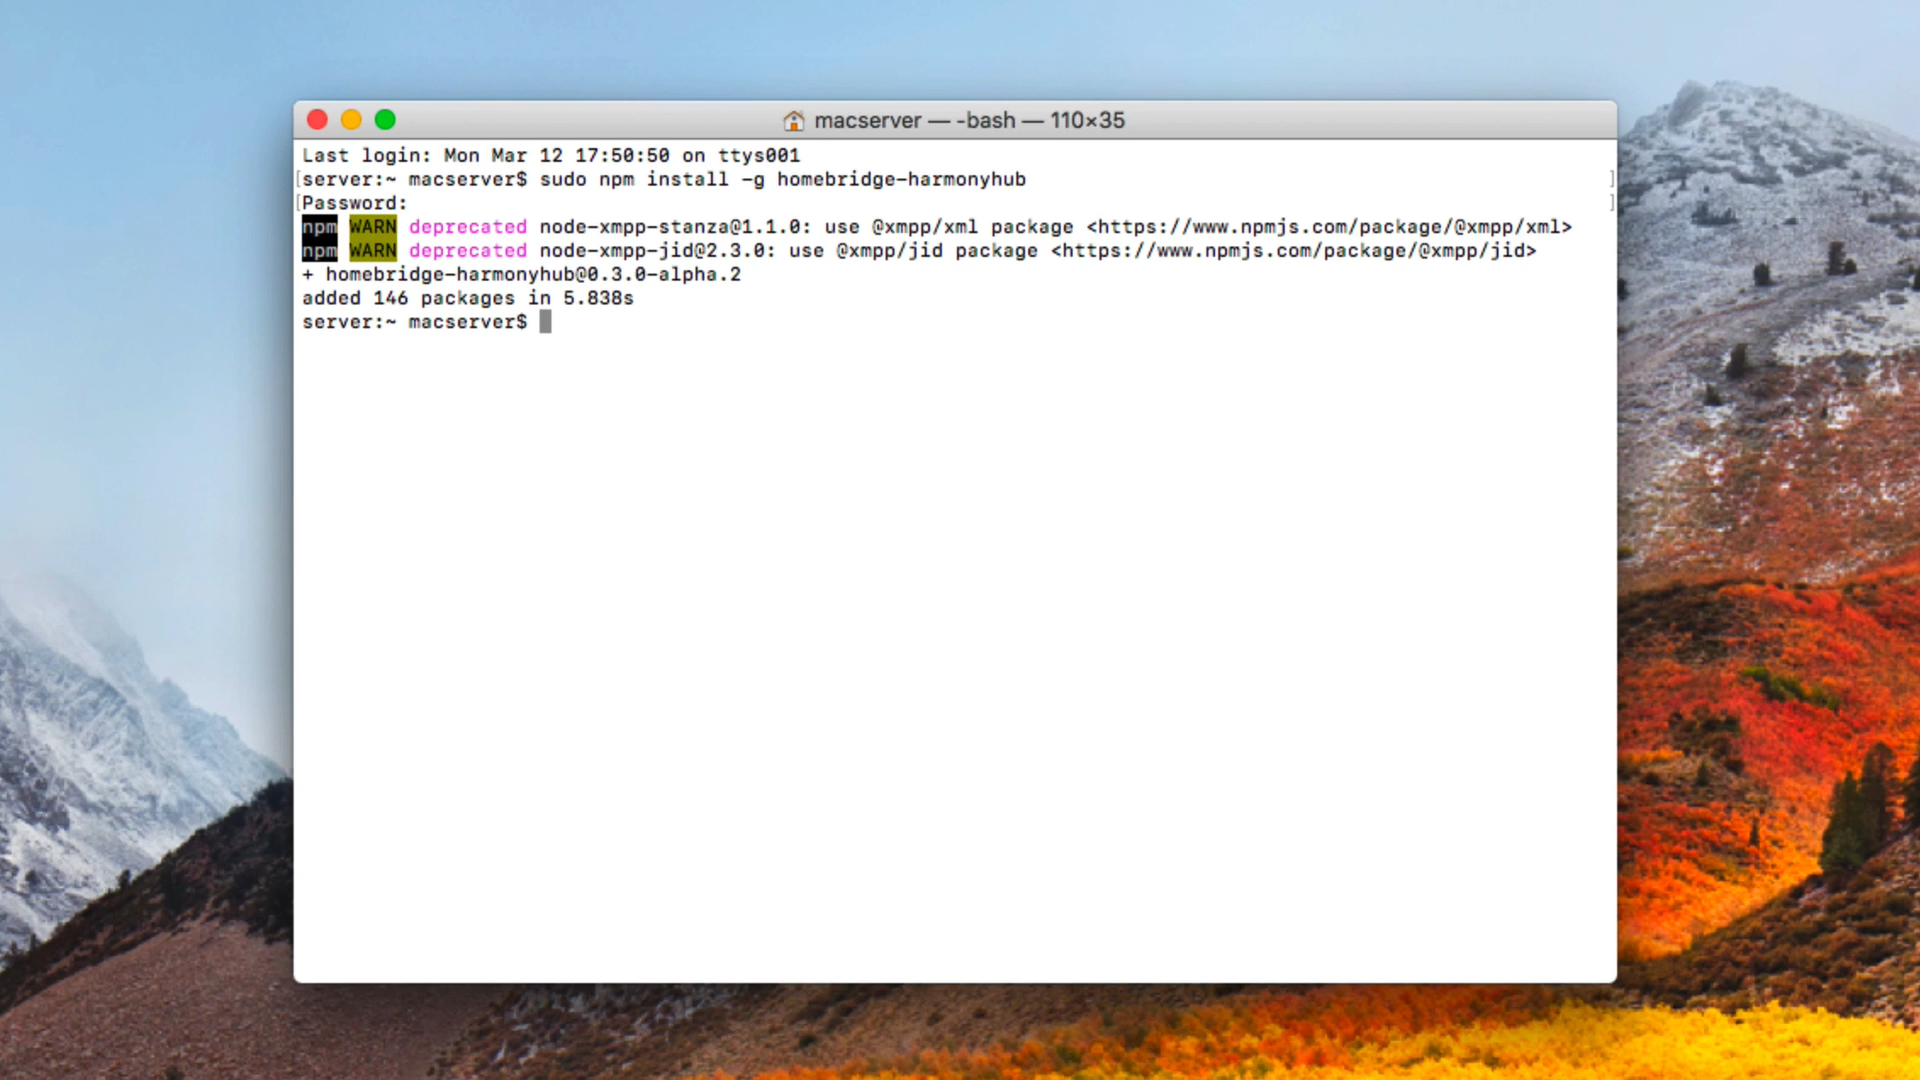 macserver — -bash — 110×35
Last login: Mon Mar 12 17:50:50 on ttys001
[server:~ macserver$ sudo npm install -g homebridge-harmonyhub ]
[Password: ]
npm WARN deprecated node-xmpp-stanza@1.1.0: use @xmpp/xml package <https://www.npmjs.com/package/@xmpp/xml>
npm WARN deprecated node-xmpp-jid@2.3.0: use @xmpp/jid package <https://www.npmjs.com/package/@xmpp/jid>
+ homebridge-harmonyhub@0.3.0-alpha.2
added 146 packages in 5.838s
server:~ macserver$